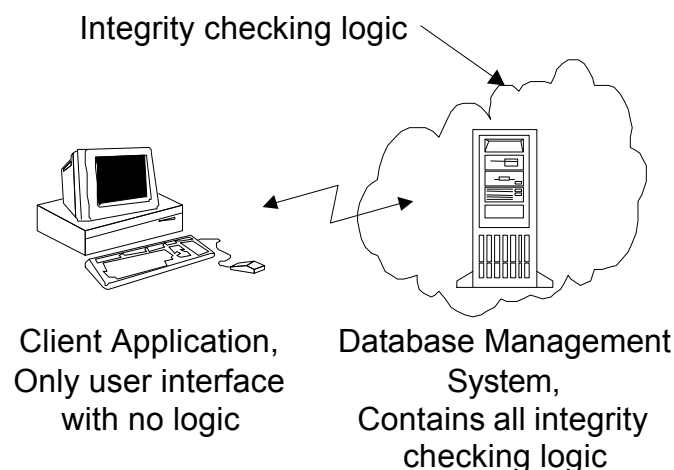 Integrity checking logic
Client Application,
Only user interface
with no logic
Database Management
System,
Contains all integrity
checking logic